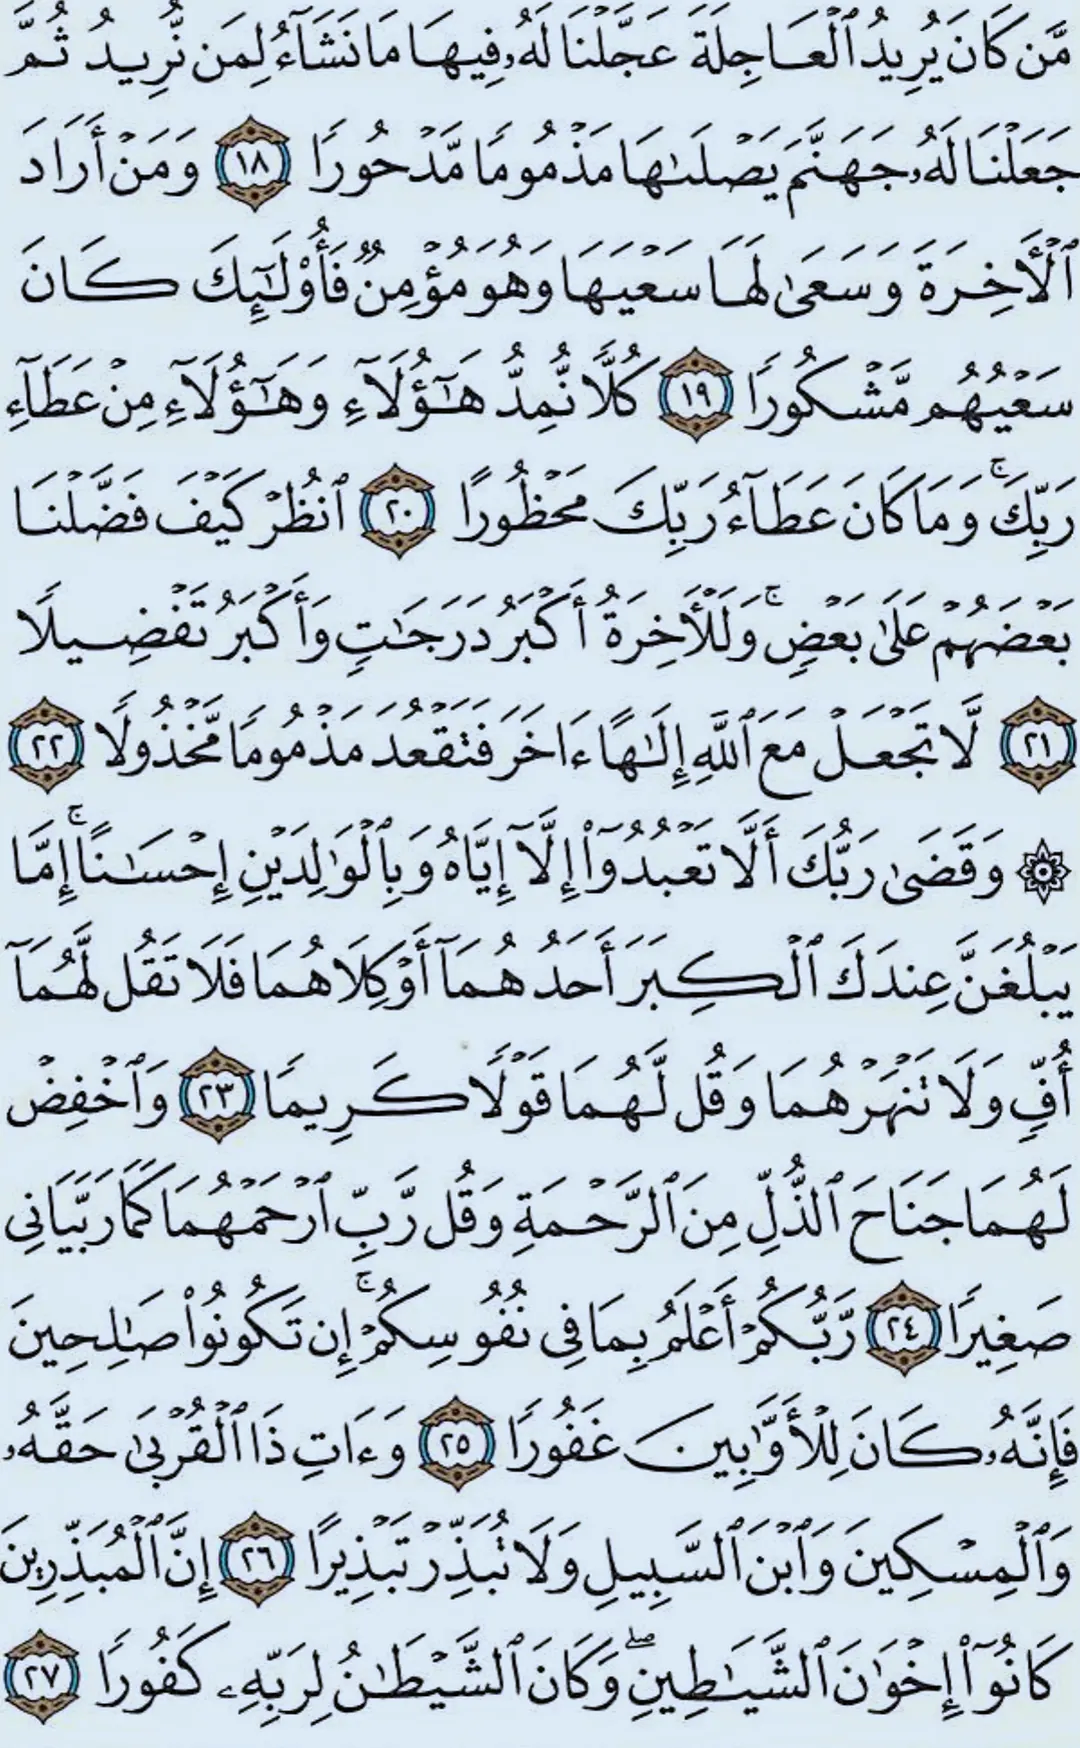 مَّن كَانَ يُرِيدُ ٱلْعَاجِلَةَ عَجَّلْنَا لَهُۥ فِيهَا مَا نَشَآءُ لِمَن نُّرِيدُ ثُمَّ
جَعَلْنَا لَهُۥ جَهَنَّمَ يَصْلَىٰهَا مَذْمُومًا مَّدْحُورًا ١٨ وَمَنْ أَرَادَ
ٱلْأَخِرَةَ وَسَعَىٰ لَهَا سَعْيَهَا وَهُوَ مُؤْمِنٌ فَأُو۟لَـٰٓئِكَ كَانَ
سَعْيُهُم مَّشْكُورًا ١٩ كُلًّا نُّمِدُّ هَـٰٓؤُلَآءِ وَهَـٰٓؤُلَآءِ مِنْ عَطَآءِ
رَبِّكَ ۚ وَمَا كَانَ عَطَآءُ رَبِّكَ مَحْظُورًا ٢٠ ٱنظُرْ كَيْفَ فَضَّلْنَا
بَعْضَهُمْ عَلَىٰ بَعْضٍ ۚ وَلَلْأَخِرَةُ أَكْبَرُ دَرَجَـٰتٍ وَأَكْبَرُ تَفْضِيلًا
٢١ لَّا تَجْعَلْ مَعَ ٱللَّهِ إِلَـٰهًا ءَاخَرَ فَتَقْعُدَ مَذْمُومًا مَّخْذُولًا ٢٢
۞ وَقَضَىٰ رَبُّكَ أَلَّا تَعْبُدُوٓا۟ إِلَّآ إِيَّاهُ وَبِٱلْوَٰلِدَيْنِ إِحْسَـٰنًا ۚ إِمَّا
يَبْلُغَنَّ عِندَكَ ٱلْكِبَرَ أَحَدُهُمَآ أَوْ كِلَاهُمَا فَلَا تَقُل لَّهُمَآ
أُفٍّ وَلَا تَنْهَرْهُمَا وَقُل لَّهُمَا قَوْلًا كَرِيمًا ٢٣ وَٱخْفِضْ
لَهُمَا جَنَاحَ ٱلذُّلِّ مِنَ ٱلرَّحْمَةِ وَقُل رَّبِّ ٱرْحَمْهُمَا كَمَا رَبَّيَانِى
صَغِيرًا ٢٤ رَّبُّكُمْ أَعْلَمُ بِمَا فِى نُفُوسِكُمْ ۚ إِن تَكُونُوا۟ صَـٰلِحِينَ
فَإِنَّهُۥ كَانَ لِلْأَوَّٰبِينَ غَفُورًا ٢٥ وَءَاتِ ذَا ٱلْقُرْبَىٰ حَقَّهُۥ
وَٱلْمِسْكِينَ وَٱبْنَ ٱلسَّبِيلِ وَلَا تُبَذِّرْ تَبْذِيرًا ٢٦ إِنَّ ٱلْمُبَذِّرِينَ
كَانُوٓا۟ إِخْوَٰنَ ٱلشَّيَـٰطِينِ ۖ وَكَانَ ٱلشَّيْطَـٰنُ لِرَبِّهِۦ كَفُورًا ٢٧